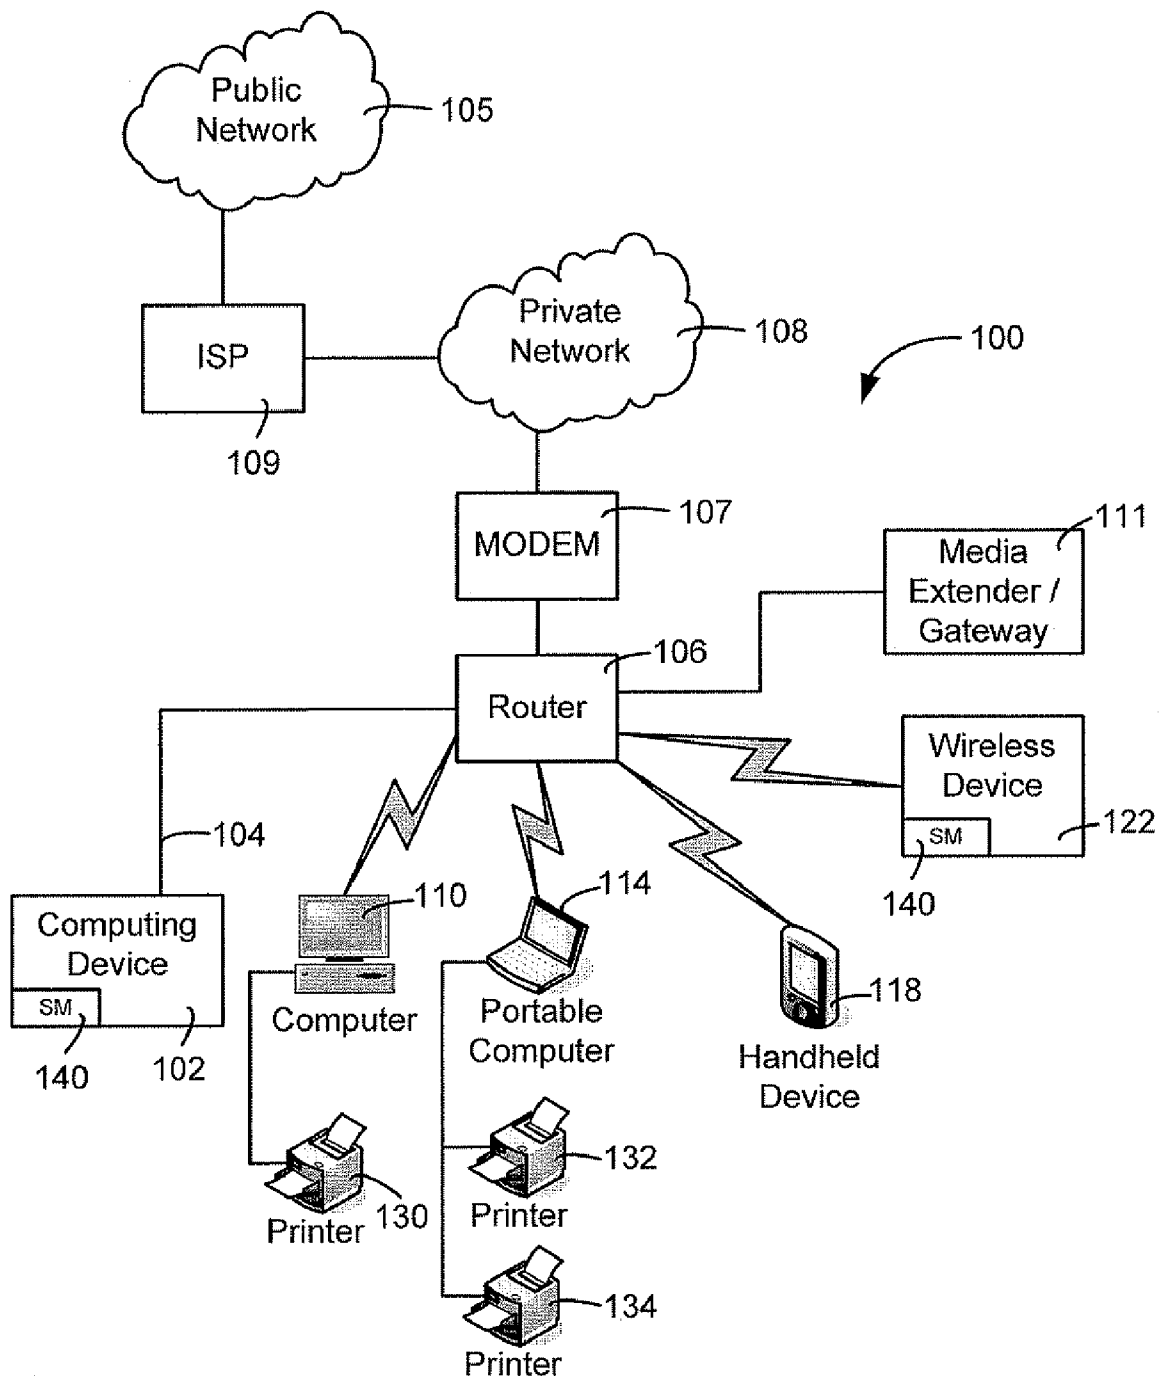 Public
Network
105
Private
Network
108
100
ISP
109
MODEM
107
Media
Extender /
Gateway
111
Router
106
Wireless
Device
SM
122
140
104
Computing
Device
SM
140
102
110
Computer
114
Portable
Computer
118
Handheld
Device
130
Printer
132
Printer
134
Printer